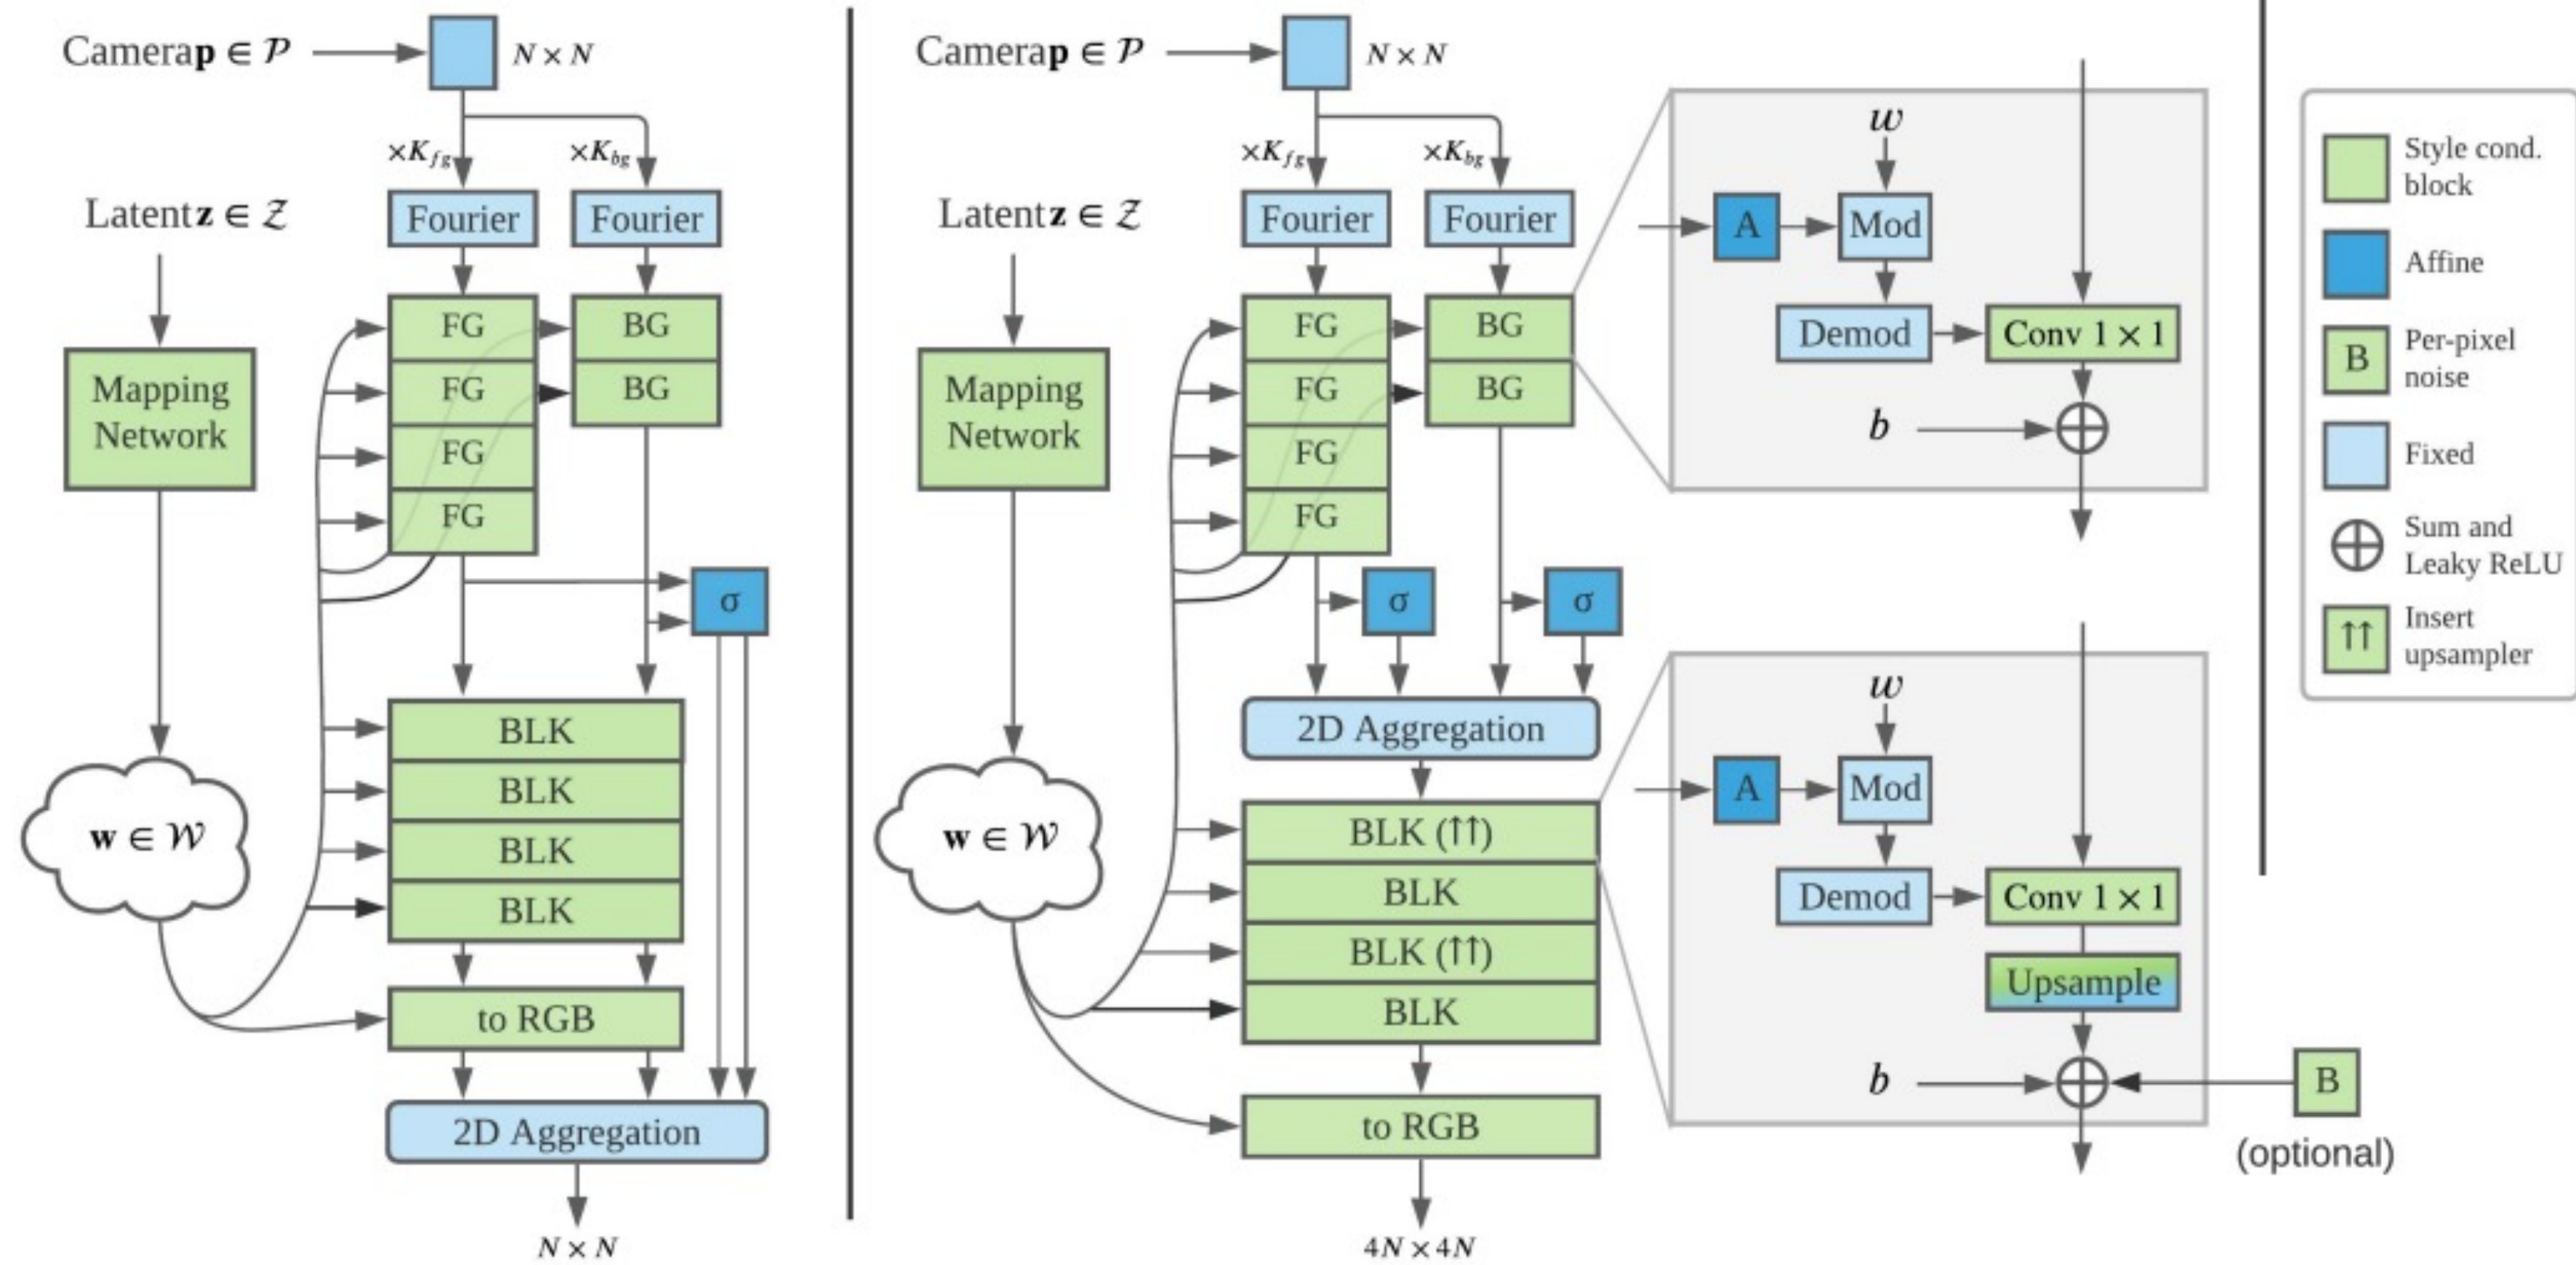 Camera p ∈ 𝒫
N × N
×K_fg
×K_bg
Latent z ∈ 𝒵
Fourier
Fourier
FG
BG
FG
BG
FG
FG
Mapping
Network
σ
w ∈ 𝒲
BLK
BLK
BLK
BLK
to RGB
2D Aggregation
N × N
Camera p ∈ 𝒫
N × N
×K_fg
×K_bg
Latent z ∈ 𝒵
Fourier
Fourier
FG
BG
FG
BG
FG
FG
Mapping
Network
σ
σ
2D Aggregation
w ∈ 𝒲
BLK (↑↑)
BLK
BLK (↑↑)
BLK
to RGB
4N × 4N
w
A
Mod
Demod
Conv 1 × 1
b
w
A
Mod
Demod
Conv 1 × 1
Upsample
b
B
(optional)
Style cond.
block
Affine
B
Per-pixel
noise
Fixed
Sum and
Leaky ReLU
↑↑
Insert
upsampler